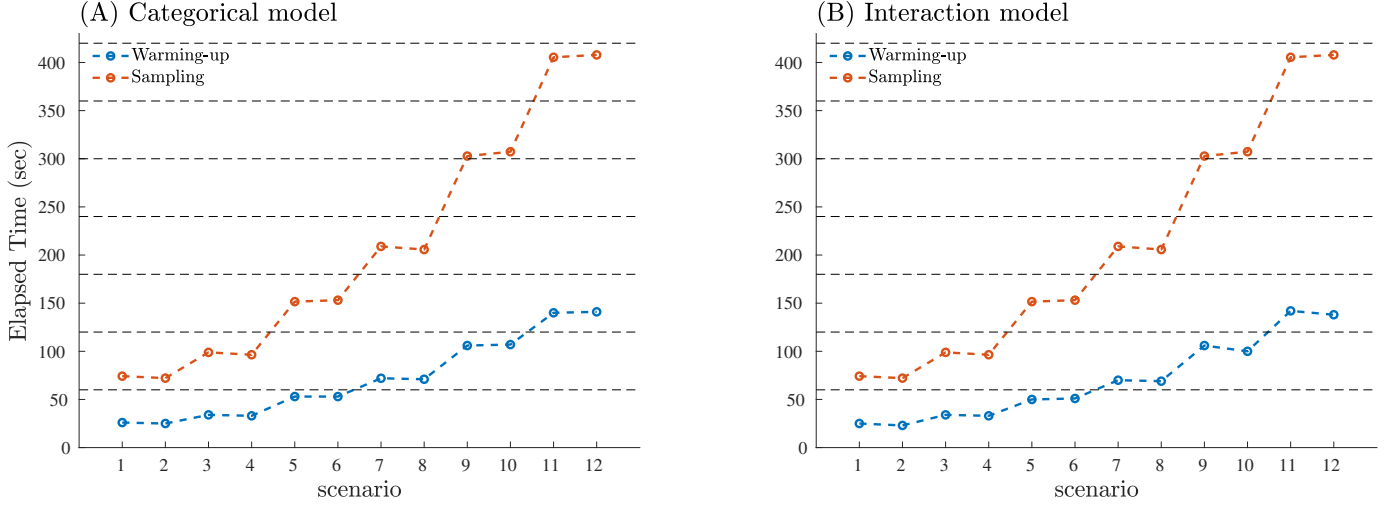 (A) Categorical model
Warming-up
Sampling
400
350
300
250
200
150
100
50
0
Elapsed Time (sec)
1 2 3 4 5 6 7 8 9 10 11 12
scenario
(B) Interaction model
Warming-up
Sampling
400
350
300
250
200
150
100
50
0
1 2 3 4 5 6 7 8 9 10 11 12
scenario